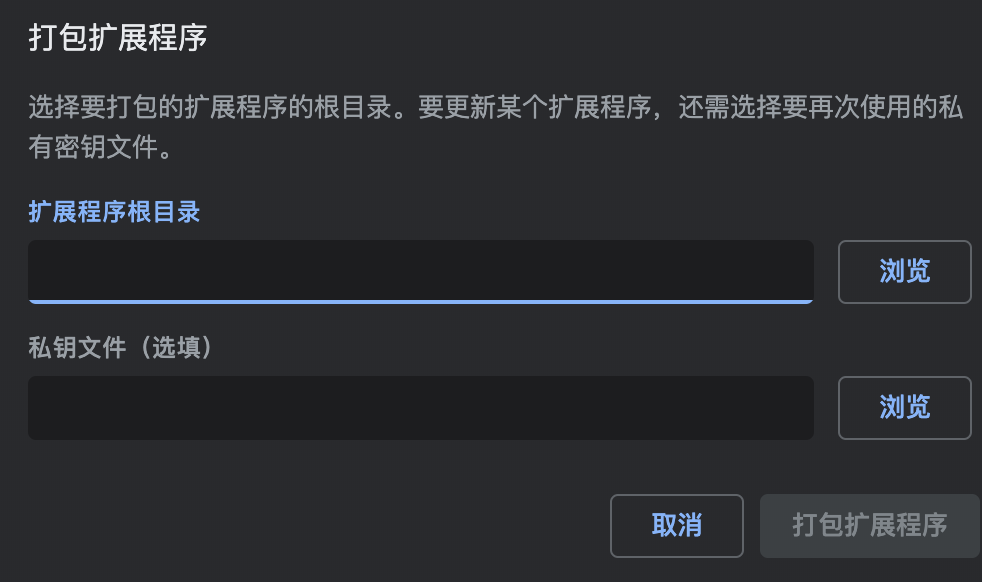 打包扩展程序
选择要打包的扩展程序的根目录。要更新某个扩展程序，还需选择要再次使用的私
有密钥文件。
扩展程序根目录
浏览
私钥文件（选填）
浏览
取消
打包扩展程序